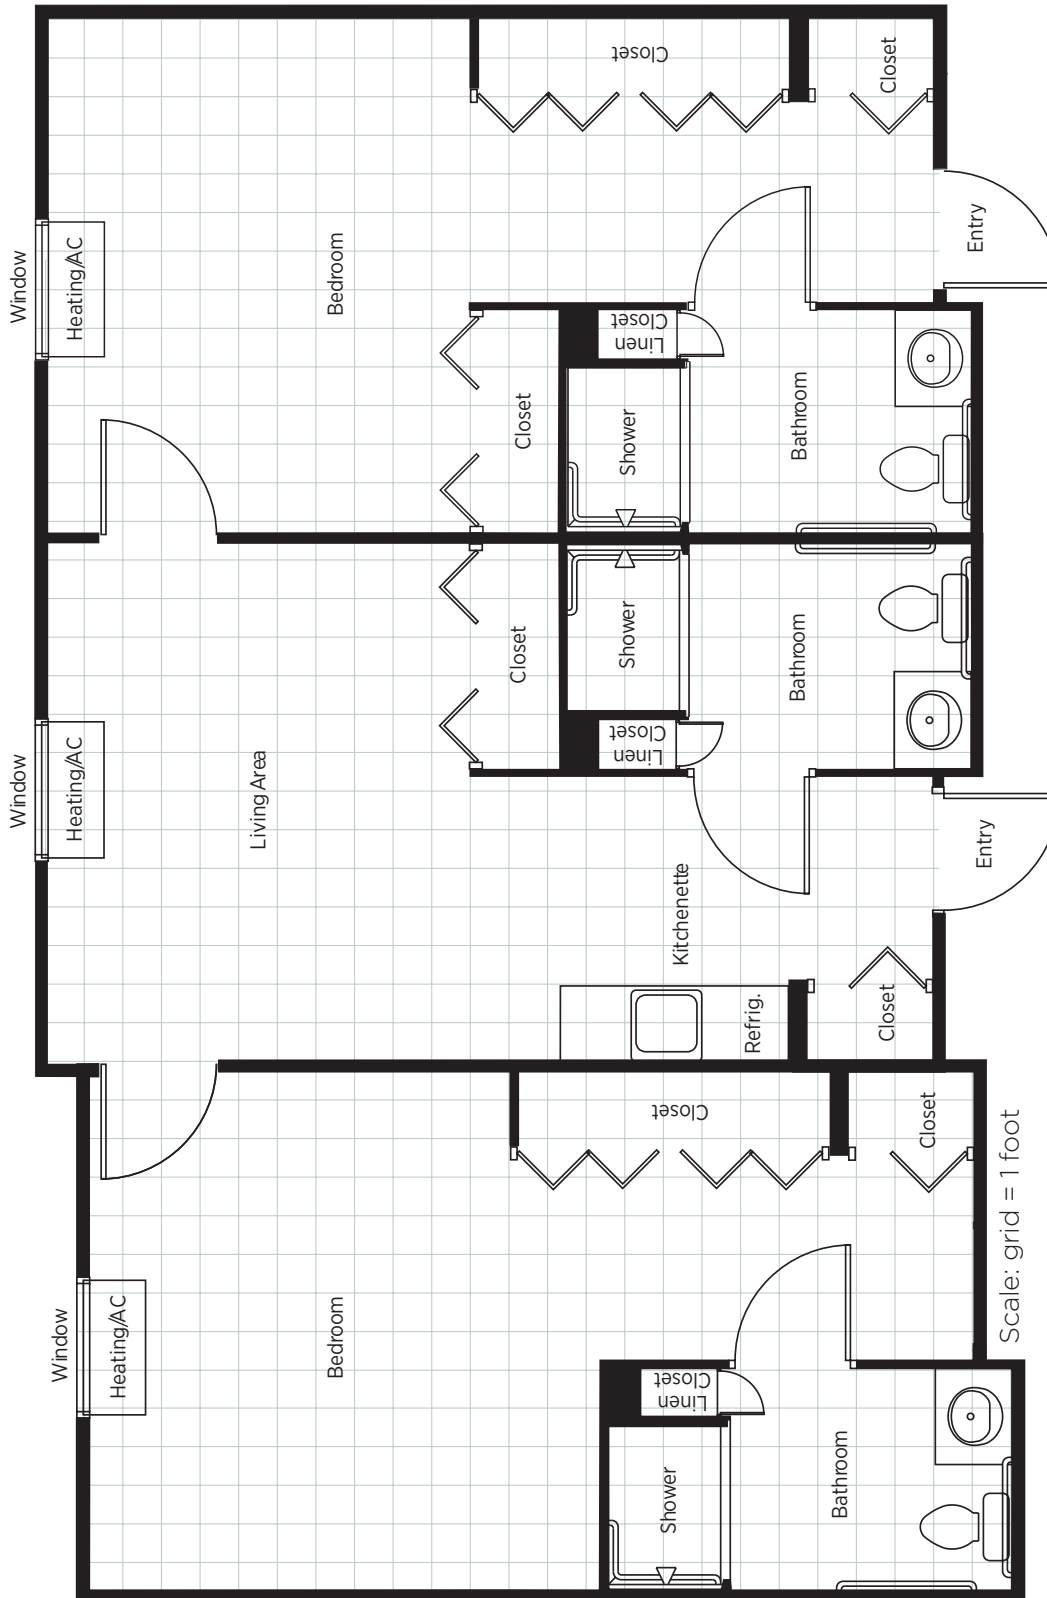 Closet
Closet
Window
Heating/AC
Bedroom
Entry
Linen
Closet
Closet
Shower
Bathroom
Window
Heating/AC
Living Area
Closet
Shower
Bathroom
Linen
Closet
Kitchenette
Entry
Refrig.
Closet
Closet
Closet
Window
Heating/AC
Bedroom
Linen
Closet
Shower
Bathroom
Scale: grid = 1 foot